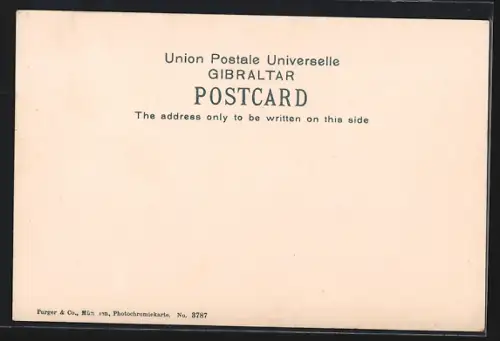 Union Postale Universelle
GIBRALTAR
POSTCARD
The address only to be written on this side
Purger & Co., Photochromiekarte, No. 3787